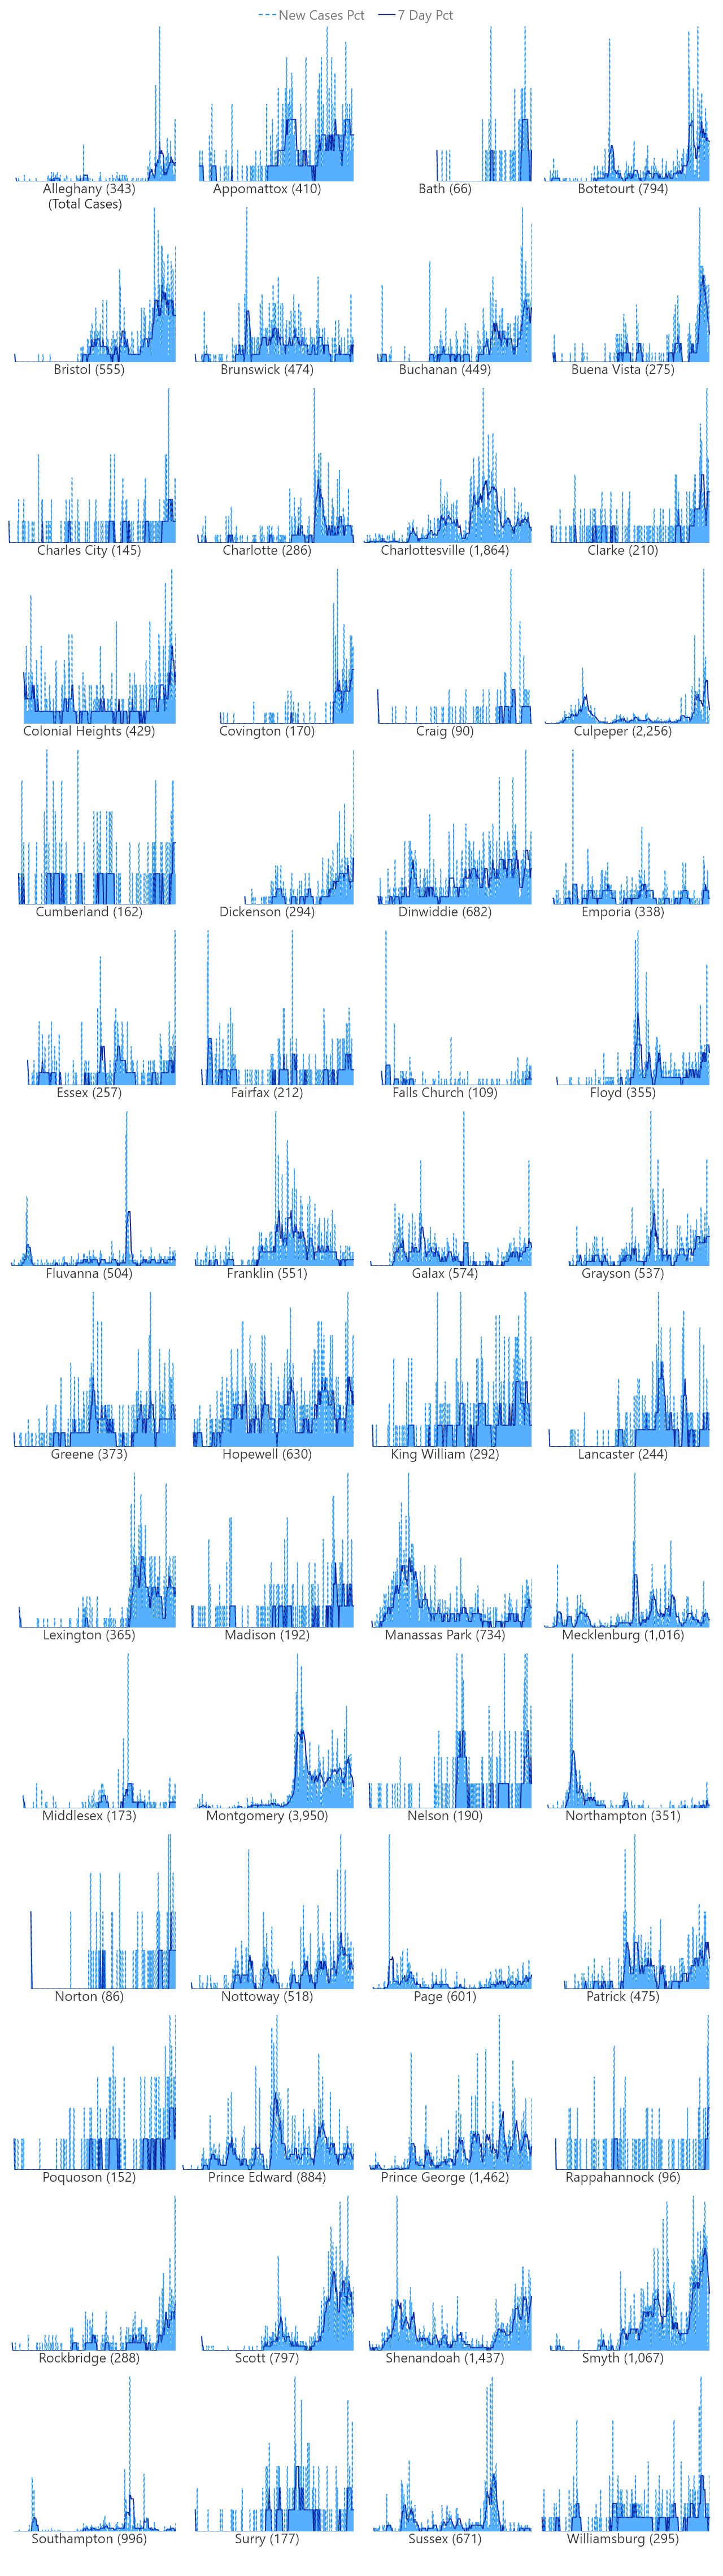 New Cases Pct 7 Day Pct
Alleghany (343) Appomattox (410) Bath (66) Botetourt (794)
(Total Cases)
Bristol (555) Brunswick (474) Buchanan (449) Buena Vista (275)
Charles City (145) Charlotte (286) Charlottesville (1,864) Clarke (210)
Colonial Heights (429) Covington (170) Craig (90) Culpeper (2,256)
Cumberland (162) Dickenson (294) Dinwiddie (682) Emporia (338)
Essex (257) Fairfax (212) Falls Church (109) Floyd (355)
Fluvanna (504) Franklin (551) Galax (574) Grayson (537)
Greene (373) Hopewell (630) King William (292) Lancaster (244)
Lexington (365) Madison (192) Manassas Park (734) Mecklenburg (1,016)
Middlesex (173) Montgomery (3,950) Nelson (190) Northampton (351)
Norton (86) Nottoway (518) Page (601) Patrick (475)
Poquoson (152) Prince Edward (884) Prince George (1,462) Rappahannock (96)
Rockbridge (288) Scott (797) Shenandoah (1,437) Smyth (1,067)
Southampton (996) Surry (177) Sussex (671) Williamsburg (295)